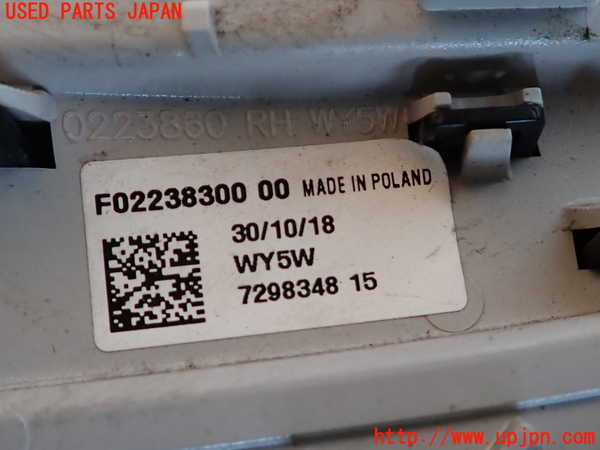 USED PARTS JAPAN
0223860 RH WY5W
F02238300 00 MADE IN POLAND
30/10/18
WY5W
7298348 15
http://www.upjpn.com/